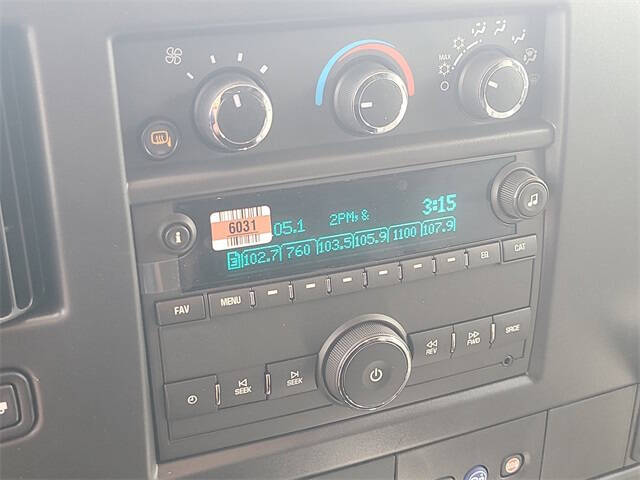 MAX
6031
05.1 2PM,& 3:15
102.7 760 103.5 105.9 1100 107.9
FAV MENU EQ CAT
SEEK SEEK REV FWD SRCE